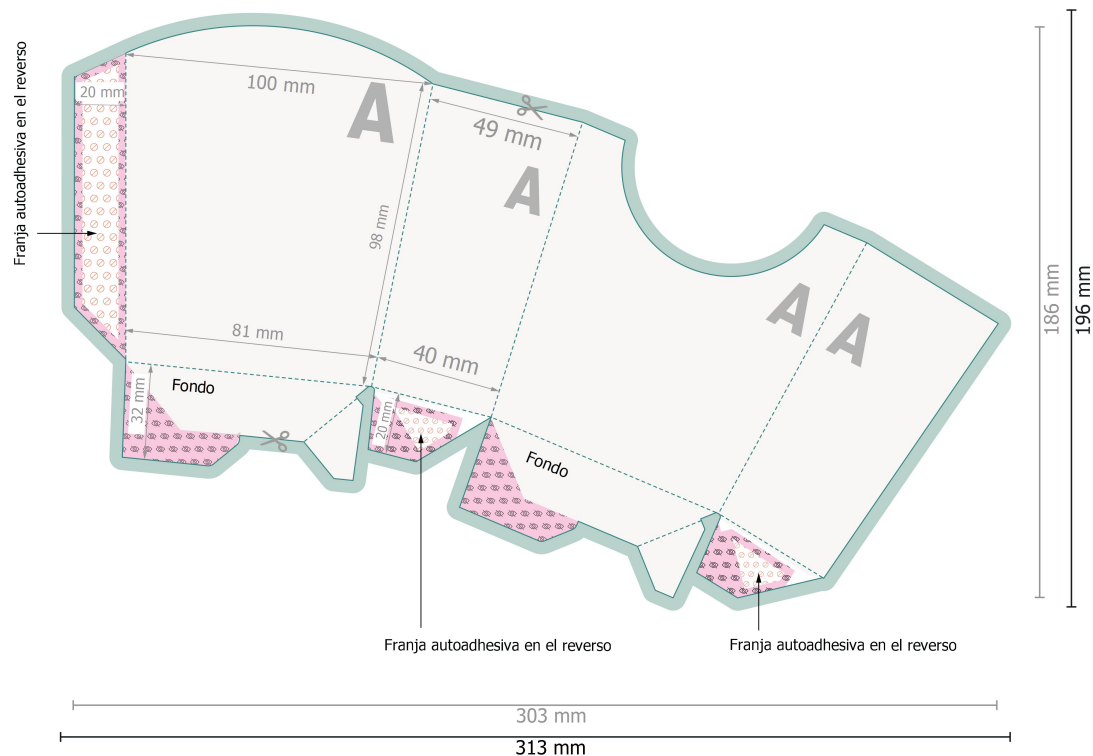 Franja autoadhesiva en el reverso
20 mm
100 mm
A
49 mm
A
98 mm
A
A
81 mm
40 mm
Fondo
32 mm
20 mm
Fondo
Franja autoadhesiva en el reverso
Franja autoadhesiva en el reverso
186 mm
196 mm
303 mm
313 mm